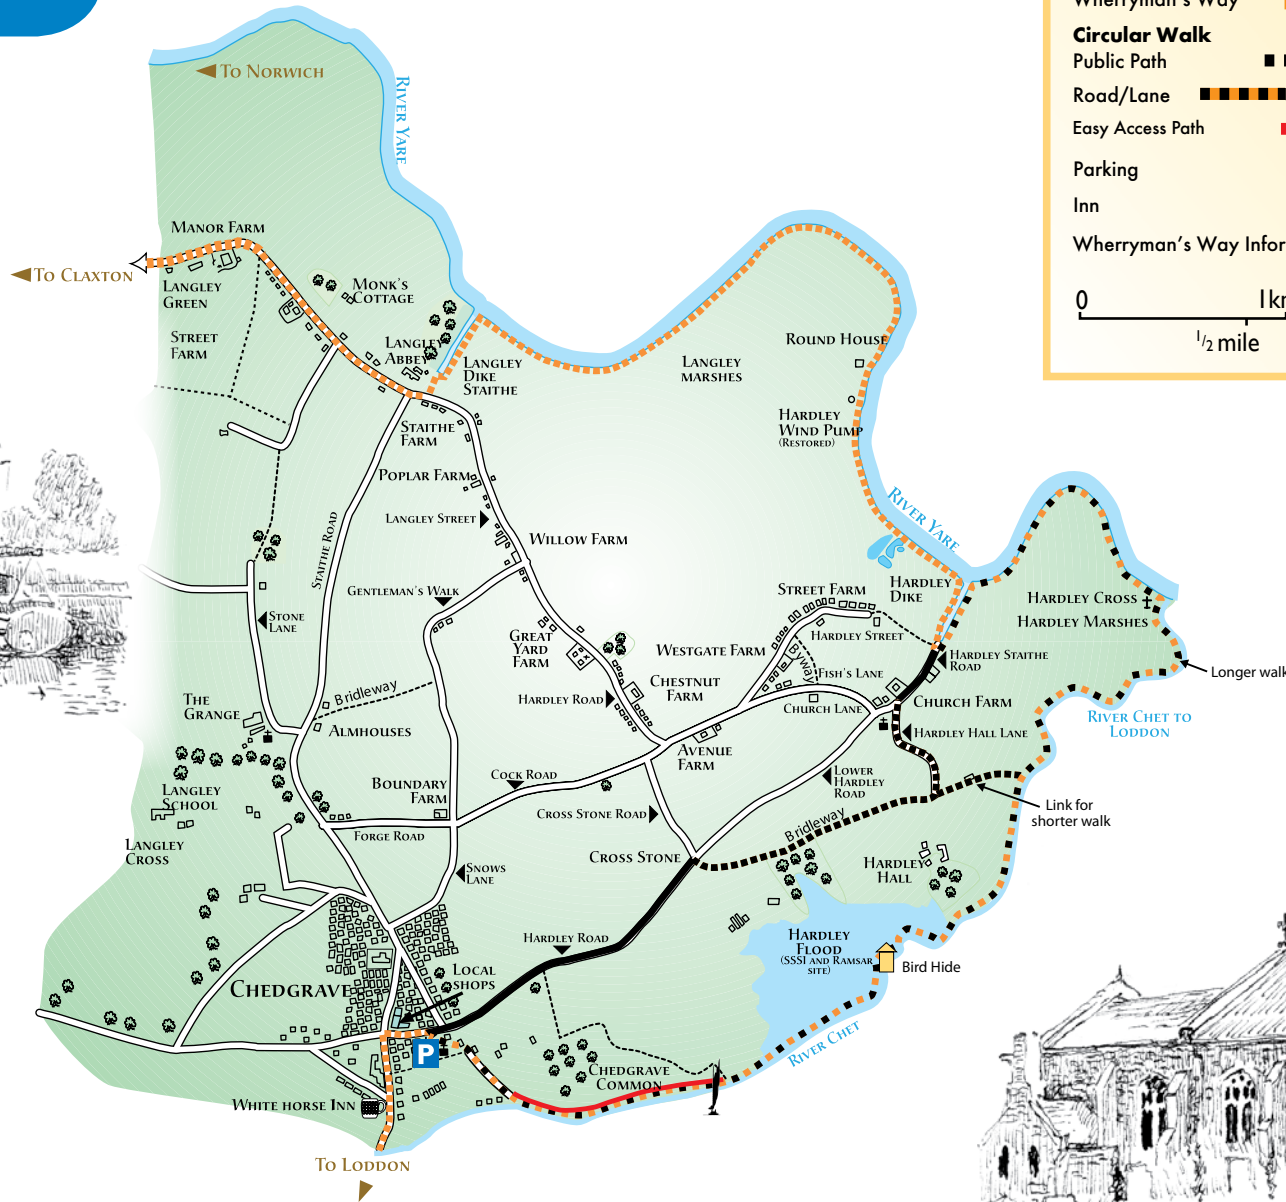 Wherryman's Way
Circular Walk
Public Path
Road/Lane
Easy Access Path
Parking
Inn
Wherryman's Way Infor
0
1km
1/2 mile
To Norwich
River Yare
Manor Farm
To Claxton
Langley
Green
Monk's
Cottage
Street
Farm
Langley
Abbey
Langley
Dike
Staithe
Langley
Marshes
Round House
Hardley
Wind Pump
(Restored)
Staithe
Farm
Poplar Farm
Langley Street
Willow Farm
Staithe Road
Gentleman's Walk
River Yare
Street Farm
Hardley
Dike
Hardley Cross
Hardley Marshes
Stone
Lane
Great
Yard
Farm
Hardley Street
Westgate Farm
Byway
Fish's Lane
Hardley Staithe
Road
Longer walk
Bridleway
The
Grange
Hardley Road
Chestnut
Farm
Church Lane
Church Farm
River Chet to
Loddon
Almhouses
Hardley Hall Lane
Avenue
Farm
Cock Road
Lower
Hardley
Road
Langley
School
Boundary
Farm
Cross Stone Road
Bridleway
Link for
shorter walk
Forge Road
Langley
Cross
Cross Stone
Snows
Lane
Hardley
Hall
Hardley Road
Hardley
Flood
(SSSI and Ramsar
site)
Bird Hide
Chedgrave
Local
shops
P
River Chet
Chedgrave
Common
White Horse Inn
To Loddon